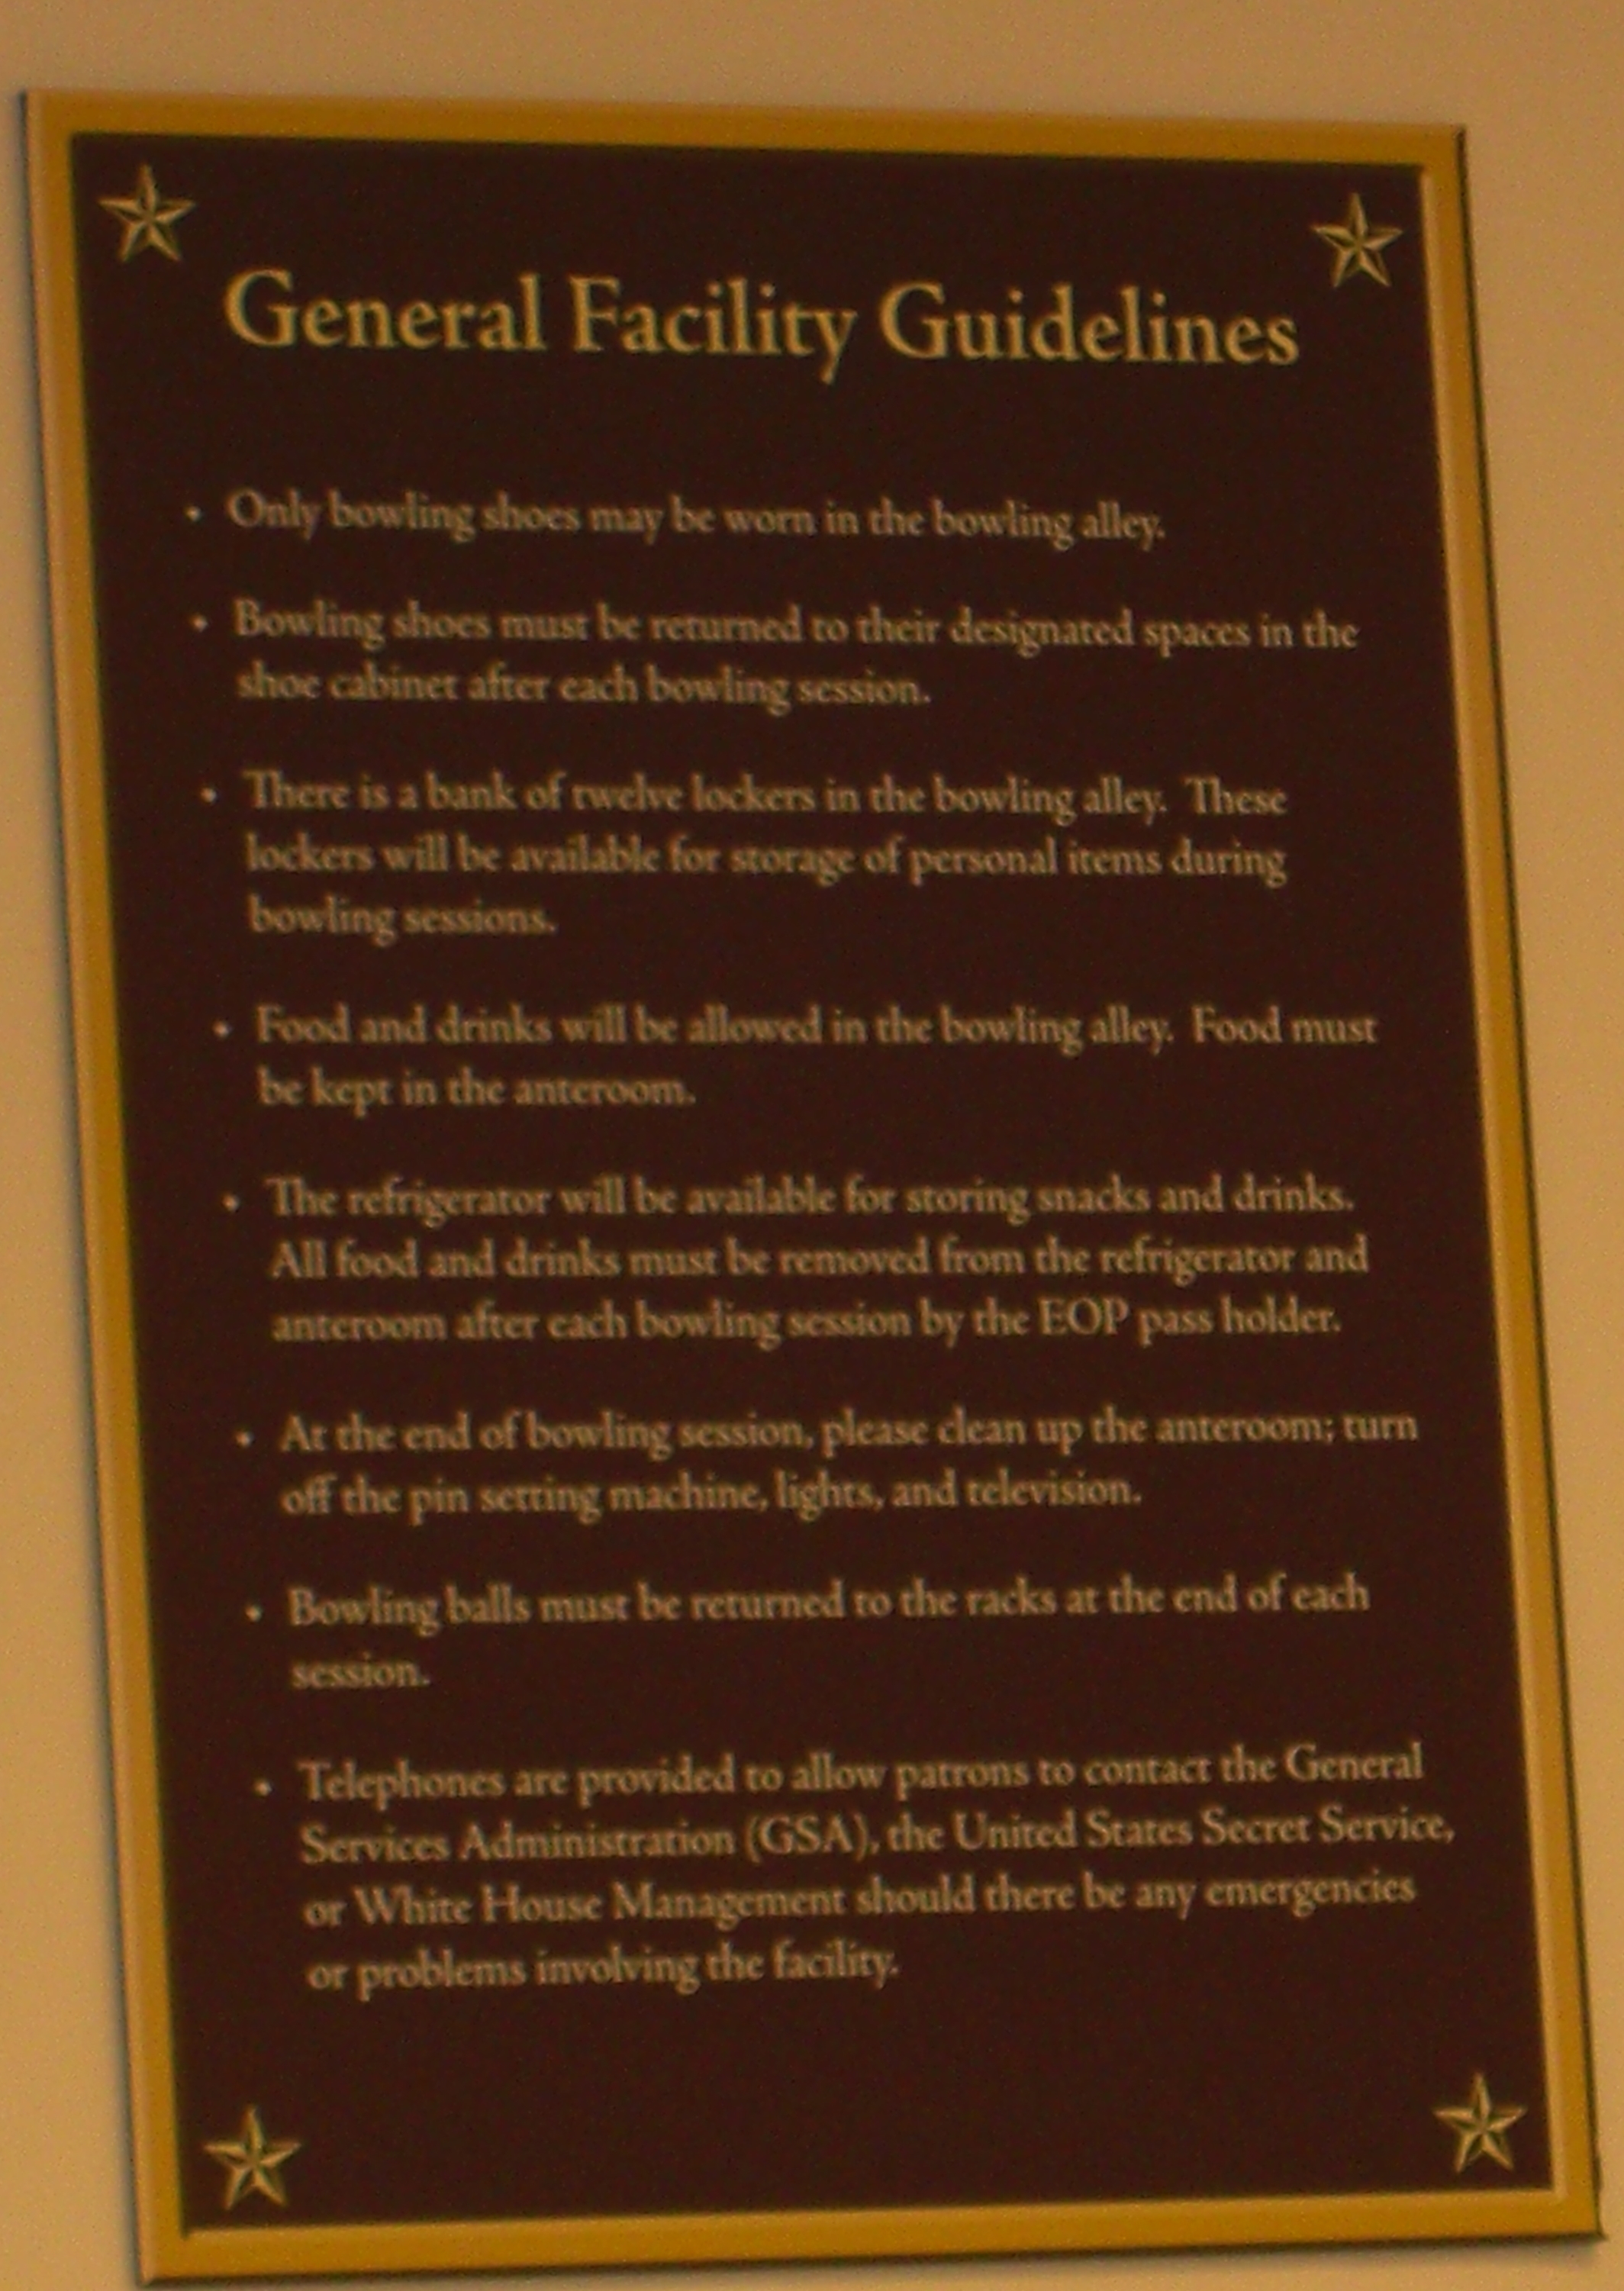 General Facility Guidelines
• Only bowling shoes may be worn in the bowling alley.
• Bowling shoes must be returned to their designated spaces in the
shoe cabinet after each bowling session.
• There is a bank of twelve lockers in the bowling alley. These
lockers will be available for storage of personal items during
bowling sessions.
• Food and drinks will be allowed in the bowling alley. Food must
be kept in the anteroom.
• The refrigerator will be available for storing snacks and drinks.
All food and drinks must be removed from the refrigerator and
anteroom after each bowling session by the EOP pass holder.
• At the end of bowling session, please clean up the anteroom; turn
off the pin setting machine, lights, and television.
• Bowling balls must be returned to the racks at the end of each
session.
• Telephones are provided to allow patrons to contact the General
Services Administration (GSA), the United States Secret Service,
or White House Management should there be any emergencies
or problems involving the facility.